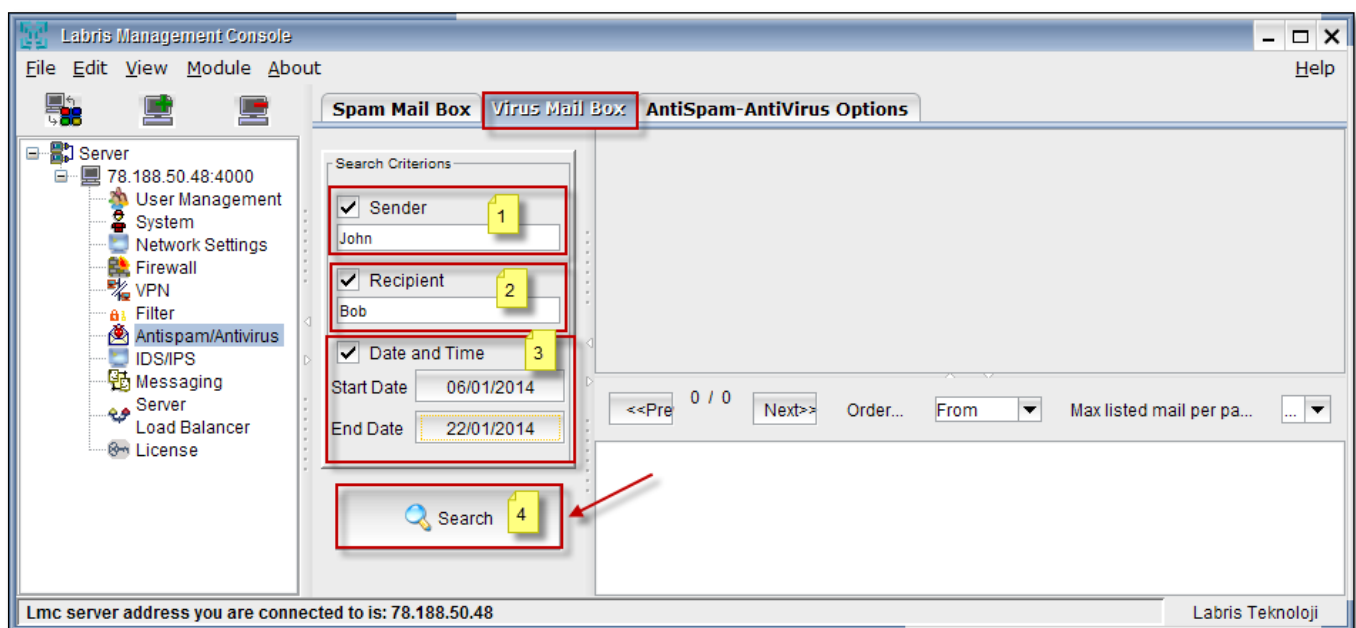 Labris Management Console
File Edit View Module About Help
Spam Mail Box Virus Mail Box AntiSpam-AntiVirus Options
Server
78.188.50.48:4000
User Management
System
Network Settings
Firewall
VPN
Filter
Antispam/Antivirus
IDS/IPS
Messaging
Server
Load Balancer
License
Search Criterions
Sender 1
John
Recipient 2
Bob
Date and Time 3
Start Date 06/01/2014
End Date 22/01/2014
Search 4
<<Pre 0 / 0 Next>> Order... From Max listed mail per pa... ...
Lmc server address you are connected to is: 78.188.50.48 Labris Teknoloji